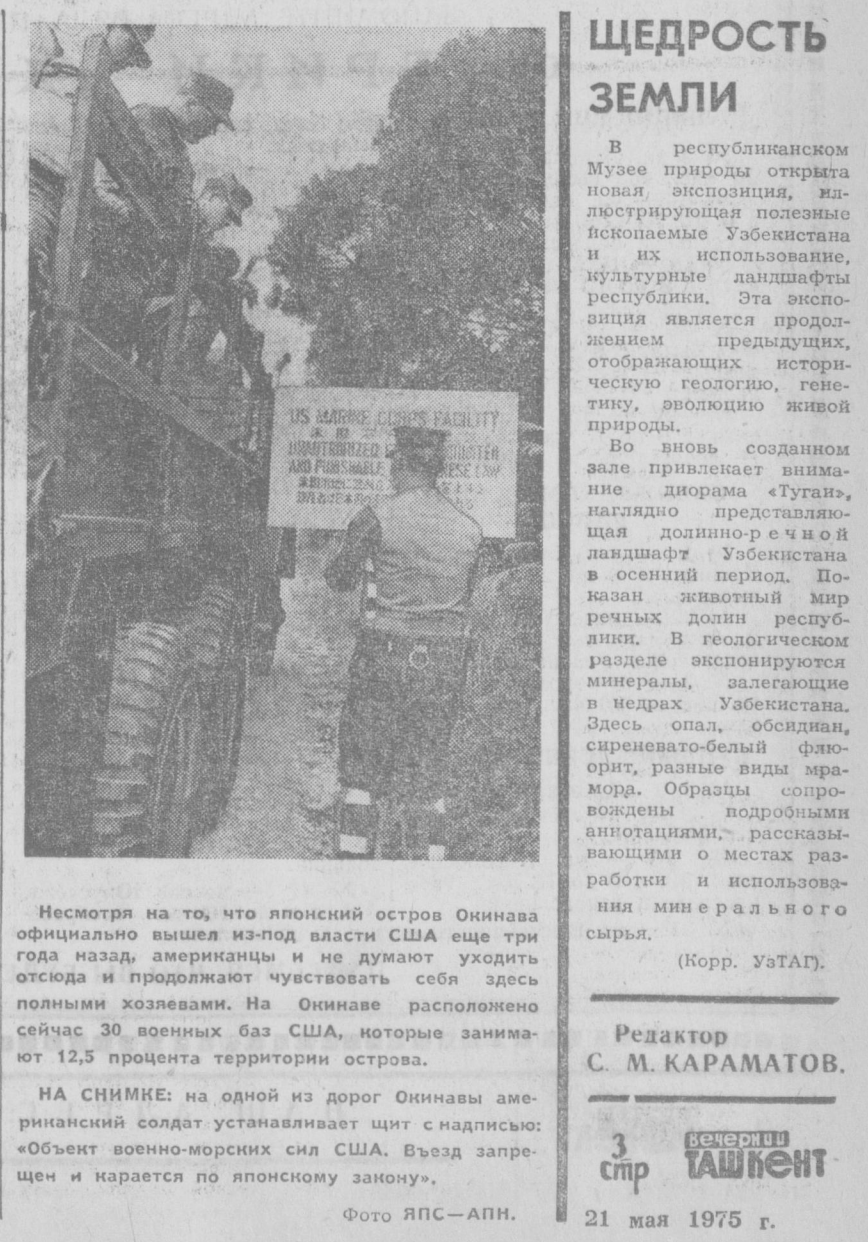 US MARINE CORPS FACILITY
UNAUTHORIZED
AND PUNISHABLE
LAW
Несмотря на то, что японский остров Окинава
официально вышел из-под власти США еще три
года назад, американцы и не думают уходить
отсюда и продолжают чувствовать себя здесь
полными хозяевами. На Окинаве расположено
сейчас 30 военных баз США, которые занима-
ют 12,5 процента территории острова.
НА СНИМКЕ: на одной из дорог Окинавы аме-
риканский солдат устанавливает щит с надписью:
«Объект военно-морских сил США. Въезд запре-
щен и карается по японскому закону».
Фото ЯПС—АПН.
ЩЕДРОСТЬ
ЗЕМЛИ
В республиканском
Музее природы открыта
новая экспозиция, ил-
люстрирующая полезные
ископаемые Узбекистана
и их использование,
культурные ландшафты
республики. Эта экспо-
зиция является продол-
жением предыдущих,
отображающих истори-
ческую геологию, гене-
тику, эволюцию живой
природы.
Во вновь созданном
зале привлекает внима-
ние диорама «Тугаи»,
наглядно представляю-
щая долинно-речной
ландшафт Узбекистана
в осенний период. По-
казан животный мир
речных долин респуб-
лики. В геологическом
разделе экспонируются
минералы, залегающие
в недрах Узбекистана.
Здесь опал, обсидиан,
сиреневато-белый флю-
орит, разные виды мра-
мора. Образцы сопро-
вождены подробными
аннотациями, рассказы-
вающими о местах раз-
работки и использова-
ния минерального
сырья.
(Корр. УзТАГ).
Редактор
С. М. КАРАМАТОВ.
3
стр
вечерний
ТАШКЕНТ
21 мая 1975 г.